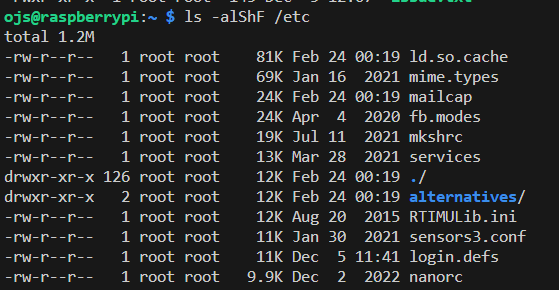 ojs@raspberrypi:~ $ ls -alShF /etc
total 1.2M
-rw-r--r--   1 root root    81K Feb 24 00:19 ld.so.cache
-rw-r--r--   1 root root    69K Jan 16  2021 mime.types
-rw-r--r--   1 root root    24K Feb 24 00:19 mailcap
-rw-r--r--   1 root root    24K Apr  4  2020 fb.modes
-rw-r--r--   1 root root    19K Jul 11  2021 mkshrc
-rw-r--r--   1 root root    13K Mar 28  2021 services
drwxr-xr-x 126 root root    12K Feb 24 00:19 ./
drwxr-xr-x   2 root root    12K Feb 24 00:19 alternatives/
-rw-r--r--   1 root root    12K Aug 20  2015 RTIMULib.ini
-rw-r--r--   1 root root    11K Jan 30  2021 sensors3.conf
-rw-r--r--   1 root root    11K Dec  5 11:41 login.defs
-rw-r--r--   1 root root   9.9K Dec  2  2022 nanorc